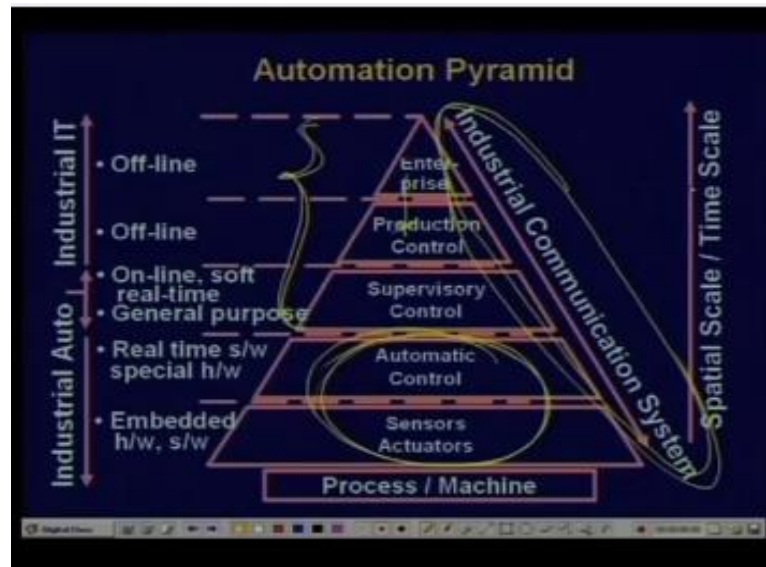 Automation Pyramid
Industrial IT
Industrial Auto
• Off-line
• Off-line
• On-line, soft
real-time
• General purpose
• Real time s/w
special h/w
• Embedded
h/w, s/w
Enter-
prise
Production
Control
Supervisory
Control
Automatic
Control
Sensors
Actuators
Process / Machine
Industrial Communication System
Spatial Scale / Time Scale